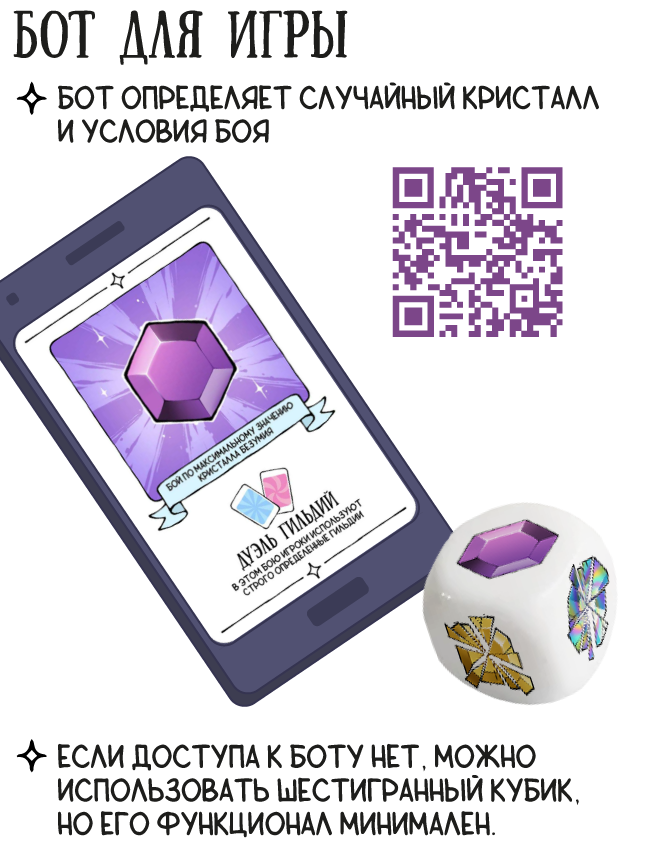 БОТ ДЛЯ ИГРЫ
БОТ ОПРЕДЕЛЯЕТ СЛУЧАЙНЫЙ КРИСТАЛЛ
И УСЛОВИЯ БОЯ
БОЙ ПО МАКСИМАЛЬНОМУ ЗНАЧЕНИЮ
КРИСТАЛЛА БЕЗУМИЯ
ДУЭЛЬ ГИЛЬДИЙ
В ЭТОМ БОЮ ИГРОКИ ИСПОЛЬЗУЮТ
СТРОГО ОПРЕДЕЛЕННЫЕ ГИЛЬДИИ
ЕСЛИ ДОСТУПА К БОТУ НЕТ, МОЖНО
ИСПОЛЬЗОВАТЬ ШЕСТИГРАННЫЙ КУБИК,
НО ЕГО ФУНКЦИОНАЛ МИНИМАЛЕН.